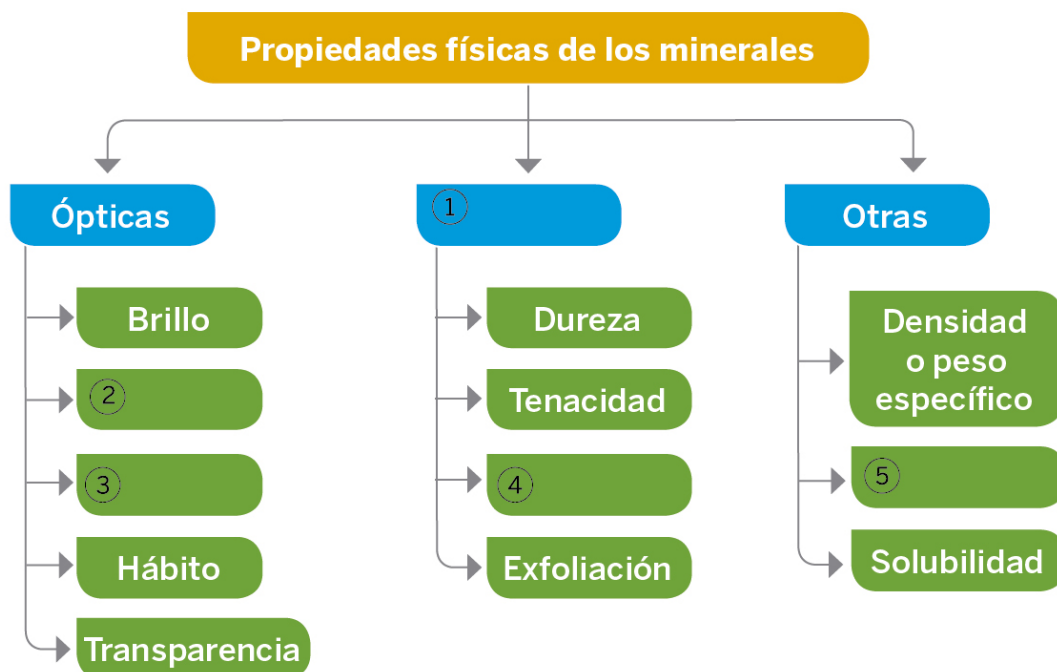 Propiedades físicas de los minerales
Ópticas
Brillo
②
③
Hábito
Transparencia
①
Dureza
Tenacidad
④
Exfoliación
Otras
Densidad
o peso
específico
⑤
Solubilidad